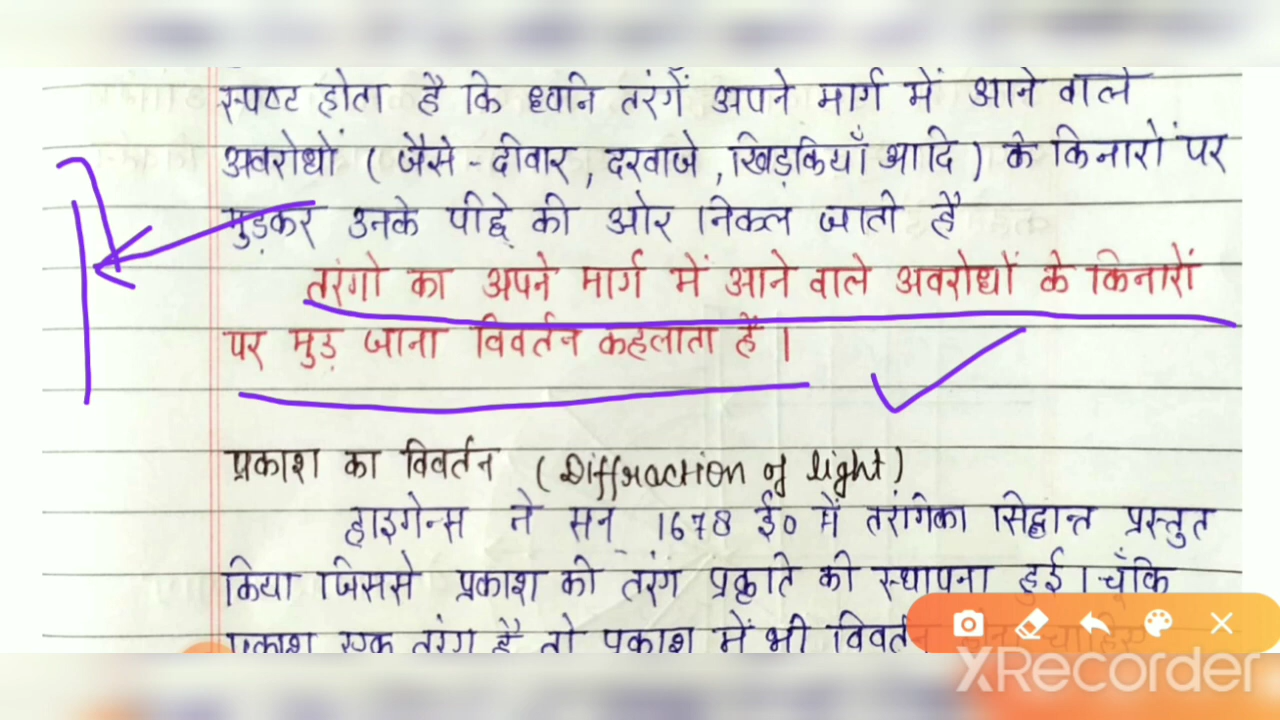 स्पष्ट होता है कि ध्वनि तरंगें अपने मार्ग में आने वाले
अवरोधों (जैसे - दीवार, दरवाजे, खिड़कियाँ आदि) के किनारों पर
मुड़कर उनके पीछे की ओर निकल जाती हैं
तरंगो का अपने मार्ग में आने वाले अवरोधों के किनारों
पर मुड़ जाना विवर्तन कहलाता है।
प्रकाश का विवर्तन (Diffraction of light)
हाइगेन्स ने सन् 1678 ई० में तरंगिका सिद्धान्त प्रस्तुत
किया जिससे प्रकाश की तरंग प्रकृति की स्थापना हुई। चूँकि
प्रकाश एक तरंग है तो प्रकाश में भी विवर्तन
XRecorder